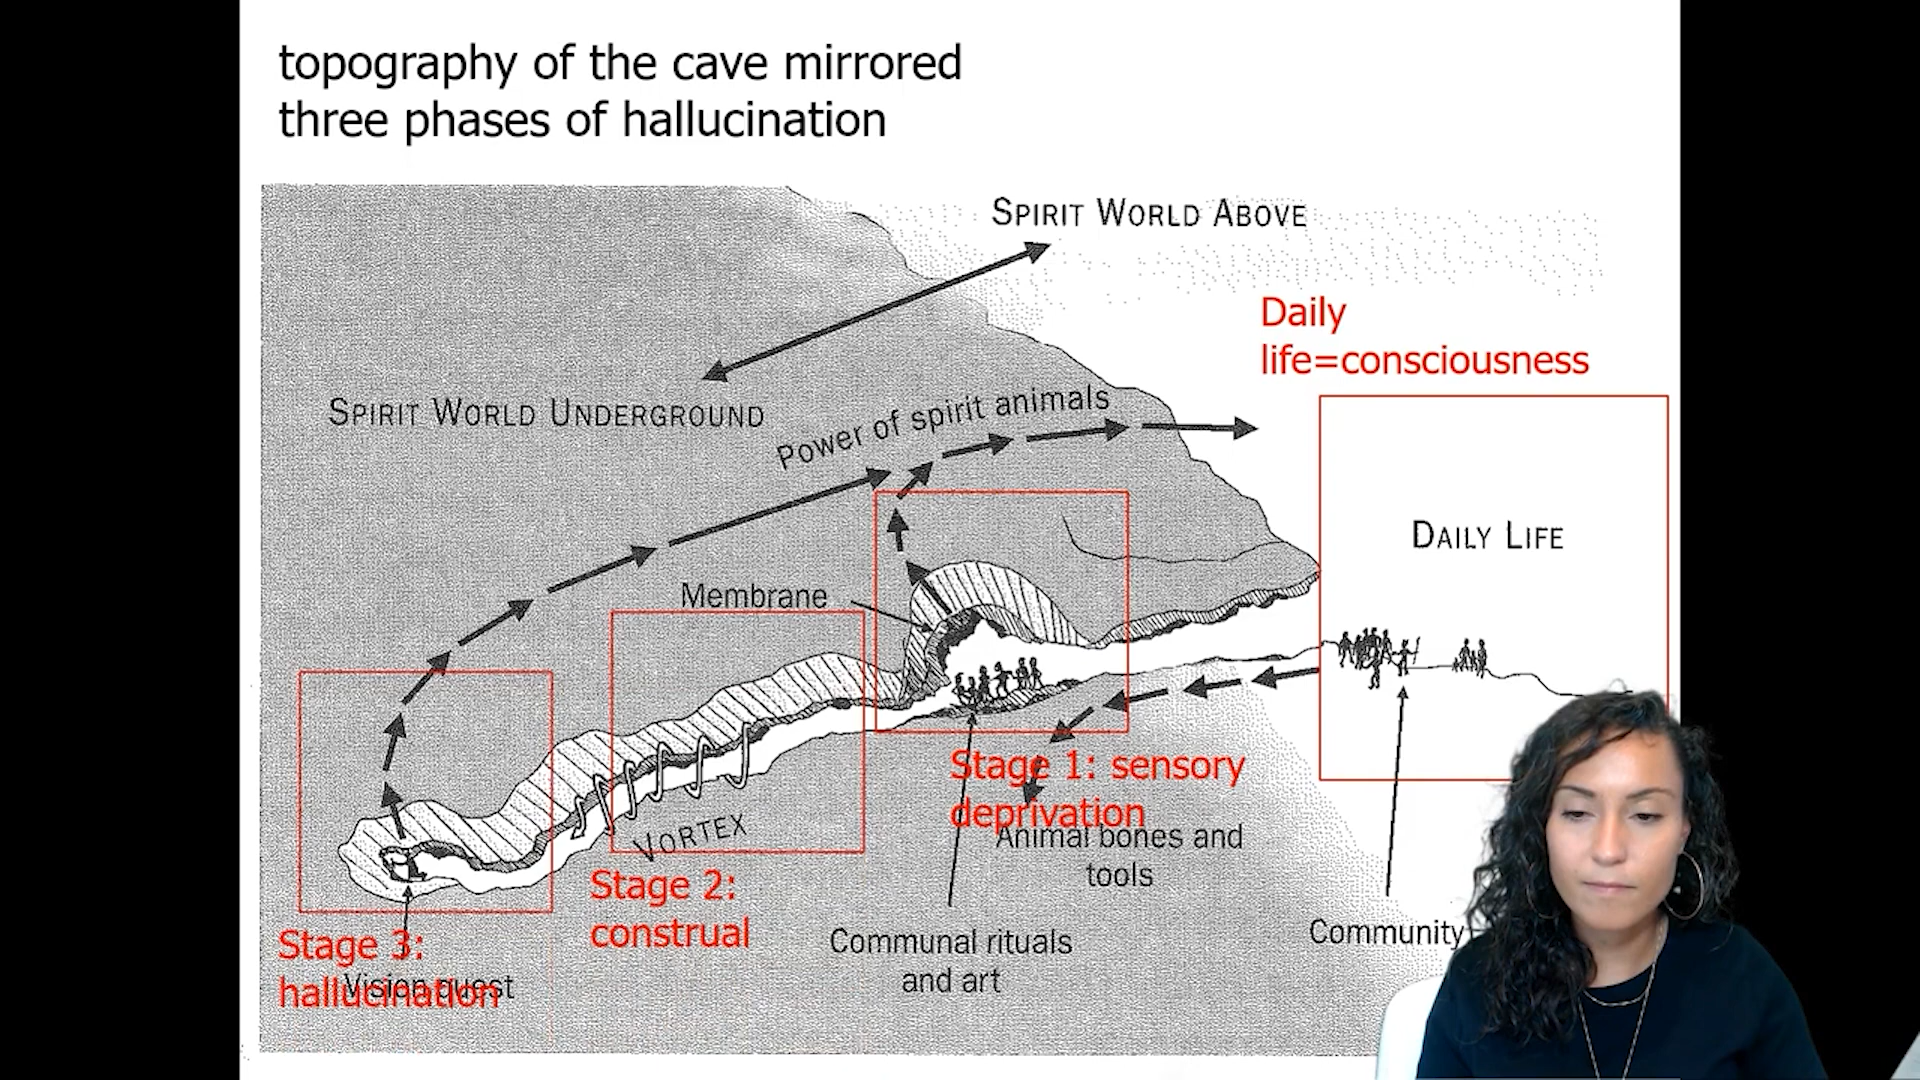 topography of the cave mirrored
three phases of hallucination
SPIRIT WORLD ABOVE
Daily
life=consciousness
SPIRIT WORLD UNDERGROUND
Power of spirit animals
DAILY LIFE
Membrane
Stage 1: sensory
deprivation
VORTEX
Animal bones and
tools
Stage 2:
construal
Communal rituals
and art
Community
Stage 3:
hallucination
Vision quest